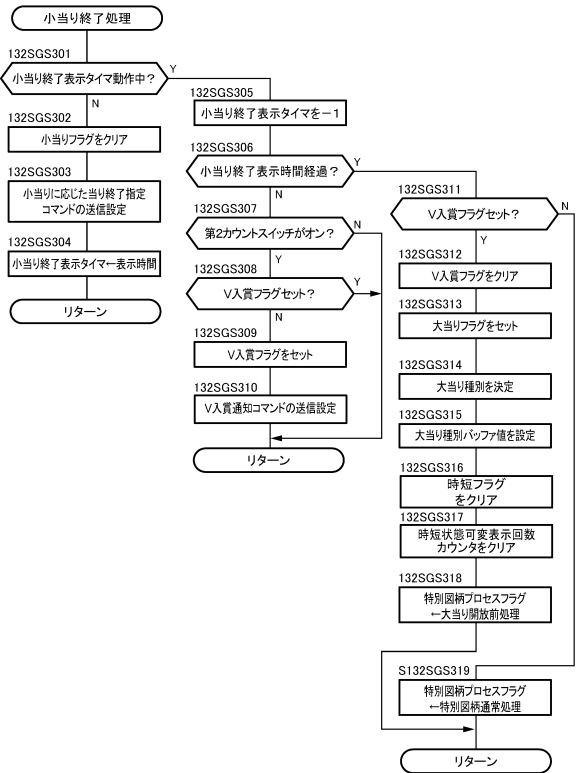 小当り終了処理
132SGS301
小当り終了表示タイマ動作中？
Y
N
132SGS302
小当りフラグをクリア
132SGS303
小当りに応じた当り終了指定
コマンドの送信設定
132SGS304
小当り終了表示タイマ←表示時間
リターン
132SGS305
小当り終了表示タイマを－１
132SGS306
小当り終了表示時間経過？
Y
N
132SGS307
第2カウントスイッチがオン？
N
Y
132SGS308
V入賞フラグセット？
Y
N
132SGS309
V入賞フラグをセット
132SGS310
V入賞通知コマンドの送信設定
リターン
132SGS311
V入賞フラグセット？
N
Y
132SGS312
V入賞フラグをクリア
132SGS313
大当りフラグをセット
132SGS314
大当り種別を決定
132SGS315
大当り種別バッファ値を設定
132SGS316
時短フラグ
をクリア
132SGS317
時短状態可変表示回数
カウンタをクリア
132SGS318
特別図柄プロセスフラグ
←大当り開放前処理
S132SGS319
特別図柄プロセスフラグ
←特別図柄通常処理
リターン